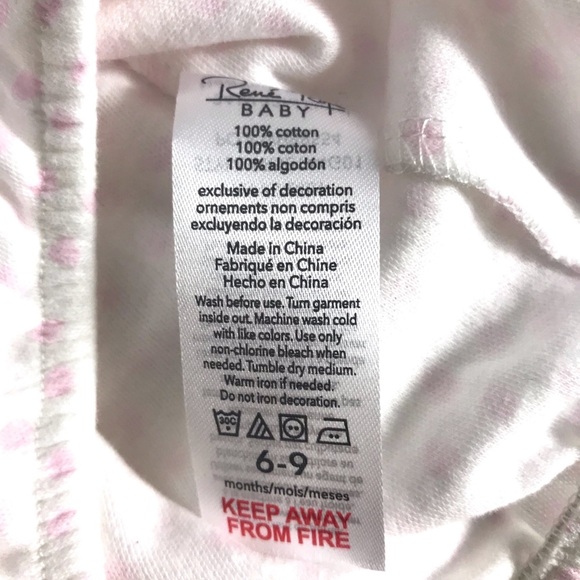 René
BABY
100% cotton
100% coton
100% algodón
exclusive of decoration
ornements non compris
excluyendo la decoración
Made in China
Fabriqué en Chine
Hecho en China
Wash before use. Turn garment
inside out. Machine wash cold
with like colors. Use only
non-chlorine bleach when
needed. Tumble dry medium.
Warm iron if needed.
Do not iron decoration.
30C
6-9
months/mois/meses
KEEP AWAY
FROM FIRE